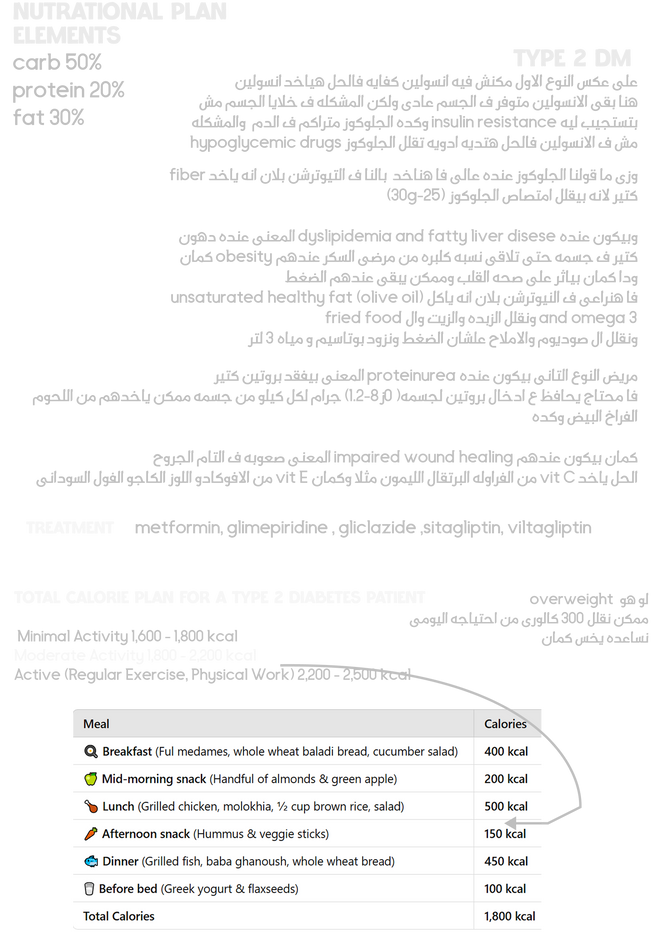 NUTRITIONAL PLAN
ELEMENTS
carb 50%
protein 20%
fat 30%
TYPE 2 DM
على عكس النوع الاول مكنش فيه انسولين كفايه فالحل هياخد انسولين
هنا بقى الانسولين متوفر ف الجسم عادى ولكن المشكله ف خلايا الجسم مش
بتستجيب ليه insulin resistance وكده الجلوكوز متراكم ف الدم والمشكله
مش ف الانسولين فالحل هتديه ادويه تقلل الجلوكوز hypoglycemic drugs
وزى ما قولنا الجلوكوز عنده عالى فا هناخد بالنا ف التيوترشن بلان انه ياخد fiber
كتير لانه بيقلل امتصاص الجلوكوز (25-30g)
وبيكون عنده dyslipidemia and fatty liver disese المعنى عنده دهون
كتير ف جسمه حتى تلاقى نسبه كلبره من مرضى السكر عندهم obesity كمان
ودا كمان بياثر على صحه القلب وممكن يبقى عندهم الضغط
فا هنراعى ف النيوترشن بلان انه ياكل unsaturated healthy fat (olive oil)
and omega 3 ونقلل الزبده والزيت وال fried food
ونقلل ال صوديوم والاملاح علشان الضغط ونزود بوتاسيم و مياه 3 لتر
مريض النوع الثانى بيكون عنده proteinurea المعنى بيفقد بروتين كتير
فا محتاج يحافظ ع ادخال بروتين لجسمه( 0ز8-1.2) جرام لكل كيلو من جسمه ممكن ياخدهم من اللحوم
الفراخ البيض وكده
كمان بيكون عندهم impaired wound healing المعنى صعوبه ف التام الجروح
الحل ياخد vit C من الفراوله البرتقال الليمون مثلا وكمان vit E من الافوكادو اللوز الكاجو الفول السودانى
TREATMENT metformin, glimepiridine , gliclazide ,sitagliptin, viltagliptin
TOTAL CALORIE PLAN FOR A TYPE 2 DIABETES PATIENT
لو هو overweight
ممكن نقلل 300 كالورى من احتياجه اليومى
نساعده يخس كمان
Minimal Activity 1,600 - 1,800 kcal
Moderate Activity 1,800 - 2,200 kcal
Active (Regular Exercise, Physical Work) 2,200 - 2,500 kcal
Meal Calories
Breakfast (Ful medames, whole wheat baladi bread, cucumber salad) 400 kcal
Mid-morning snack (Handful of almonds & green apple) 200 kcal
Lunch (Grilled chicken, molokhia, ½ cup brown rice, salad) 500 kcal
Afternoon snack (Hummus & veggie sticks) 150 kcal
Dinner (Grilled fish, baba ghanoush, whole wheat bread) 450 kcal
Before bed (Greek yogurt & flaxseeds) 100 kcal
Total Calories 1,800 kcal